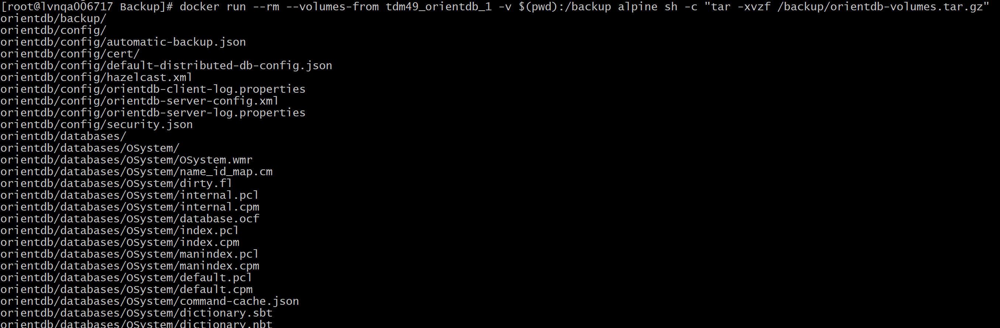 [root@lvnqa006717 Backup]# docker run --rm --volumes-from tdm49_orientdb_1 -v $(pwd):/backup alpine sh -c "tar -xvzf /backup/orientdb-volumes.tar.gz"
orientdb/backup/
orientdb/config/
orientdb/config/automatic-backup.json
orientdb/config/cert/
orientdb/config/default-distributed-db-config.json
orientdb/config/hazelcast.xml
orientdb/config/orientdb-client-log.properties
orientdb/config/orientdb-server-config.xml
orientdb/config/orientdb-server-log.properties
orientdb/config/security.json
orientdb/databases/
orientdb/databases/OSystem/
orientdb/databases/OSystem/OSystem.wmr
orientdb/databases/OSystem/name_id_map.cm
orientdb/databases/OSystem/dirty.fl
orientdb/databases/OSystem/internal.pcl
orientdb/databases/OSystem/internal.cpm
orientdb/databases/OSystem/database.ocf
orientdb/databases/OSystem/index.pcl
orientdb/databases/OSystem/index.cpm
orientdb/databases/OSystem/manindex.pcl
orientdb/databases/OSystem/manindex.cpm
orientdb/databases/OSystem/default.pcl
orientdb/databases/OSystem/default.cpm
orientdb/databases/OSystem/command-cache.json
orientdb/databases/OSystem/dictionary.sbt
orientdb/databases/OSystem/dictionary.nbt